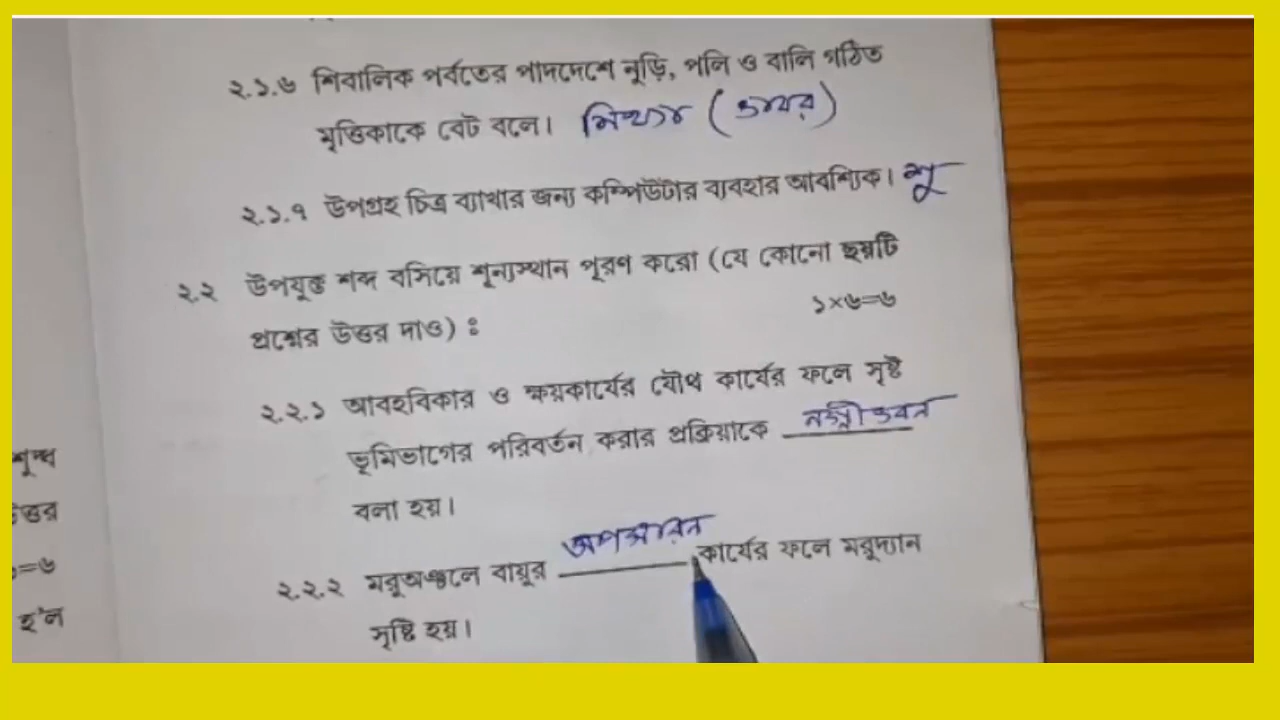 ২.১.৬ শিবালিক পর্বতের পাদদেশে নুড়ি, পলি ও বালি গঠিত
মৃত্তিকাকে বেট বলে। মিথ্যা (ভাবর)
২.১.৭ উপগ্রহ চিত্র ব্যাখার জন্য কম্পিউটার ব্যবহার আবশ্যিক। শু
২.২ উপযুক্ত শব্দ বসিয়ে শূন্যস্থান পূরণ করো (যে কোনো ছয়টি
প্রশ্নের উত্তর দাও) : ১×৬=৬
২.২.১ আবহবিকার ও ক্ষয়কার্যের যৌথ কার্যের ফলে সৃষ্ট
ভূমিভাগের পরিবর্তন করার প্রক্রিয়াকে নগ্নীভবন
বলা হয়।
২.২.২ মরুঅঞ্চলে বায়ুর অপসারন কার্যের ফলে মরূদ্যান
সৃষ্টি হয়।
ত্তর
=৬
হ'ল